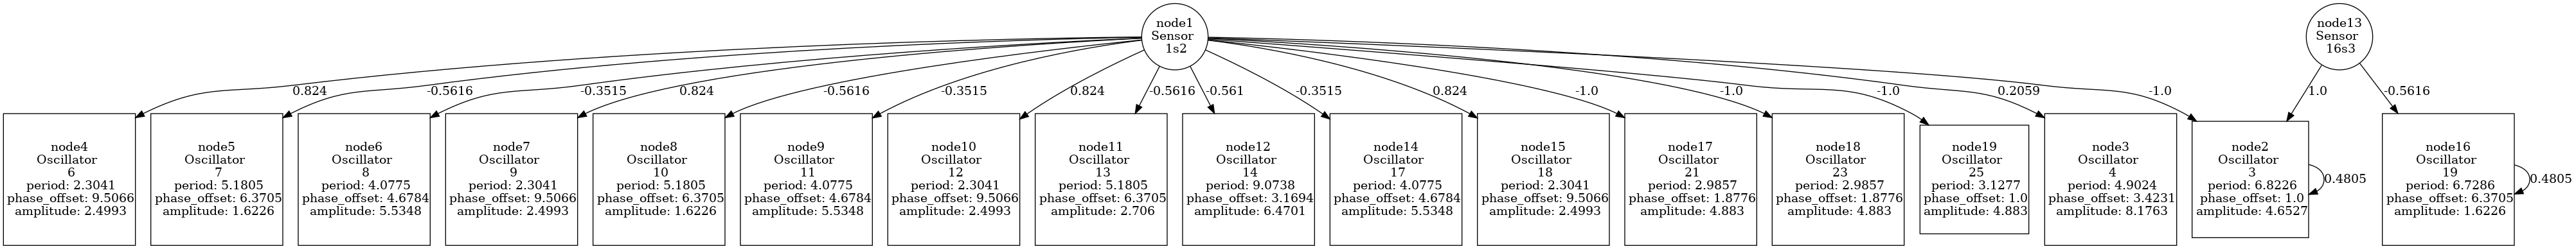 node1
Sensor
1s2
node13
Sensor
16s3
0.824
-0.5616
-0.3515
0.824
-0.5616
-0.3515
0.824
-0.5616
-0.561
-0.3515
0.824
-1.0
-1.0
-1.0
0.2059
-1.0
1.0
-0.5616
node4
Oscillator
6
period: 2.3041
phase_offset: 9.5066
amplitude: 2.4993
node5
Oscillator
7
period: 5.1805
phase_offset: 6.3705
amplitude: 1.6226
node6
Oscillator
8
period: 4.0775
phase_offset: 4.6784
amplitude: 5.5348
node7
Oscillator
9
period: 2.3041
phase_offset: 9.5066
amplitude: 2.4993
node8
Oscillator
10
period: 5.1805
phase_offset: 6.3705
amplitude: 1.6226
node9
Oscillator
11
period: 4.0775
phase_offset: 4.6784
amplitude: 5.5348
node10
Oscillator
12
period: 2.3041
phase_offset: 9.5066
amplitude: 2.4993
node11
Oscillator
13
period: 5.1805
phase_offset: 6.3705
amplitude: 2.706
node12
Oscillator
14
period: 9.0738
phase_offset: 3.1694
amplitude: 6.4701
node14
Oscillator
17
period: 4.0775
phase_offset: 4.6784
amplitude: 5.5348
node15
Oscillator
18
period: 2.3041
phase_offset: 9.5066
amplitude: 2.4993
node17
Oscillator
21
period: 2.9857
phase_offset: 1.8776
amplitude: 4.883
node18
Oscillator
23
period: 2.9857
phase_offset: 1.8776
amplitude: 4.883
node19
Oscillator
25
period: 3.1277
phase_offset: 1.0
amplitude: 4.883
node3
Oscillator
4
period: 4.9024
phase_offset: 3.4231
amplitude: 8.1763
node2
Oscillator
3
period: 6.8226
phase_offset: 1.0
amplitude: 4.6527
0.4805
node16
Oscillator
19
period: 6.7286
phase_offset: 6.3705
amplitude: 1.6226
0.4805